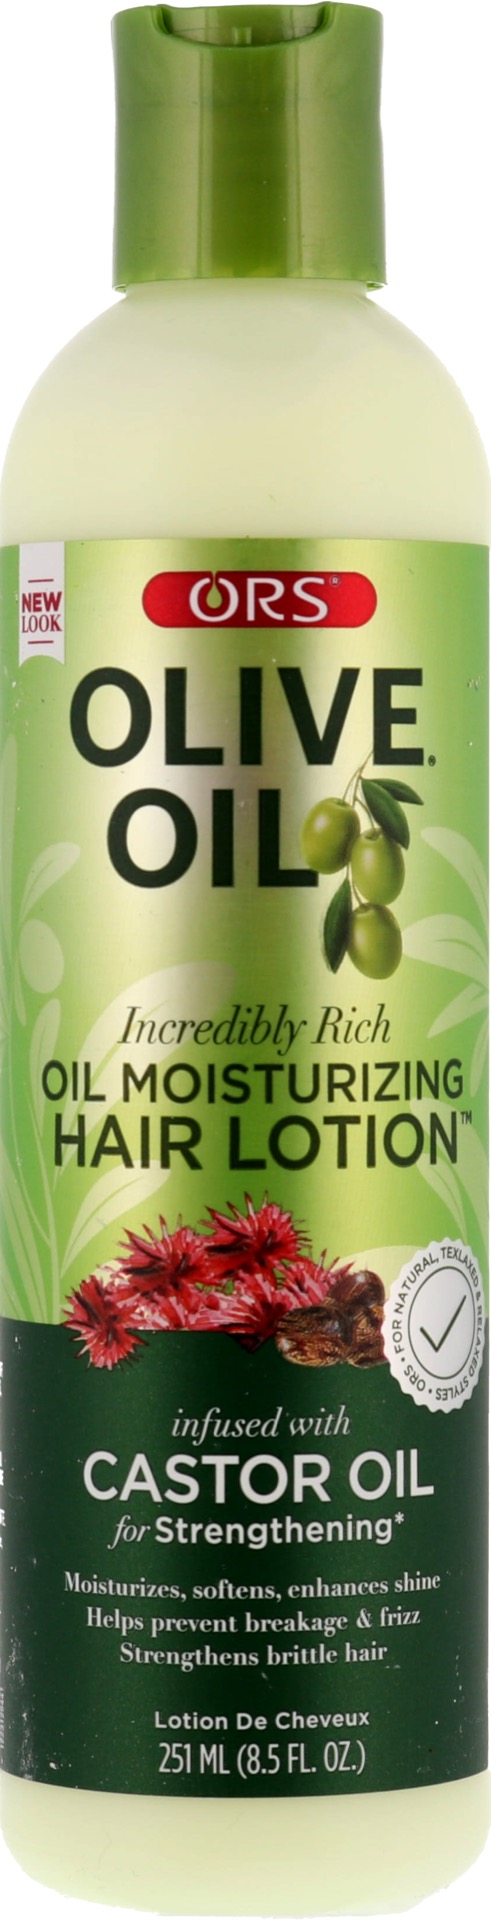 NEW
LOOK
ORS®
OLIVE®
OIL
Incredibly Rich
OIL MOISTURIZING
HAIR LOTION™
ORS • FOR NATURAL, TEXLAXED & RELAXED STYLES •
infused with
CASTOR OIL
for Strengthening*
Moisturizes, softens, enhances shine
Helps prevent breakage & frizz
Strengthens brittle hair
Lotion De Cheveux
251 ML (8.5 FL. OZ.)